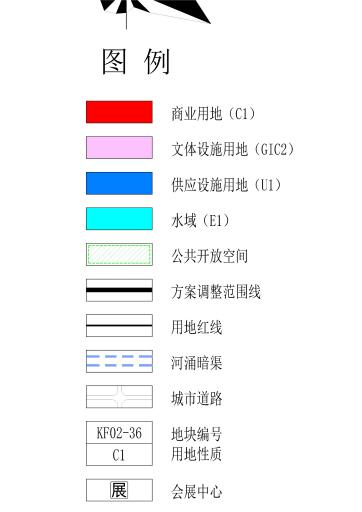 图 例
商业用地（C1）
文体设施用地（GIC2）
供应设施用地（U1）
水域（E1）
公共开放空间
方案调整范围线
用地红线
河涌暗渠
城市道路
KF02-36 地块编号
C1 用地性质
展 会展中心